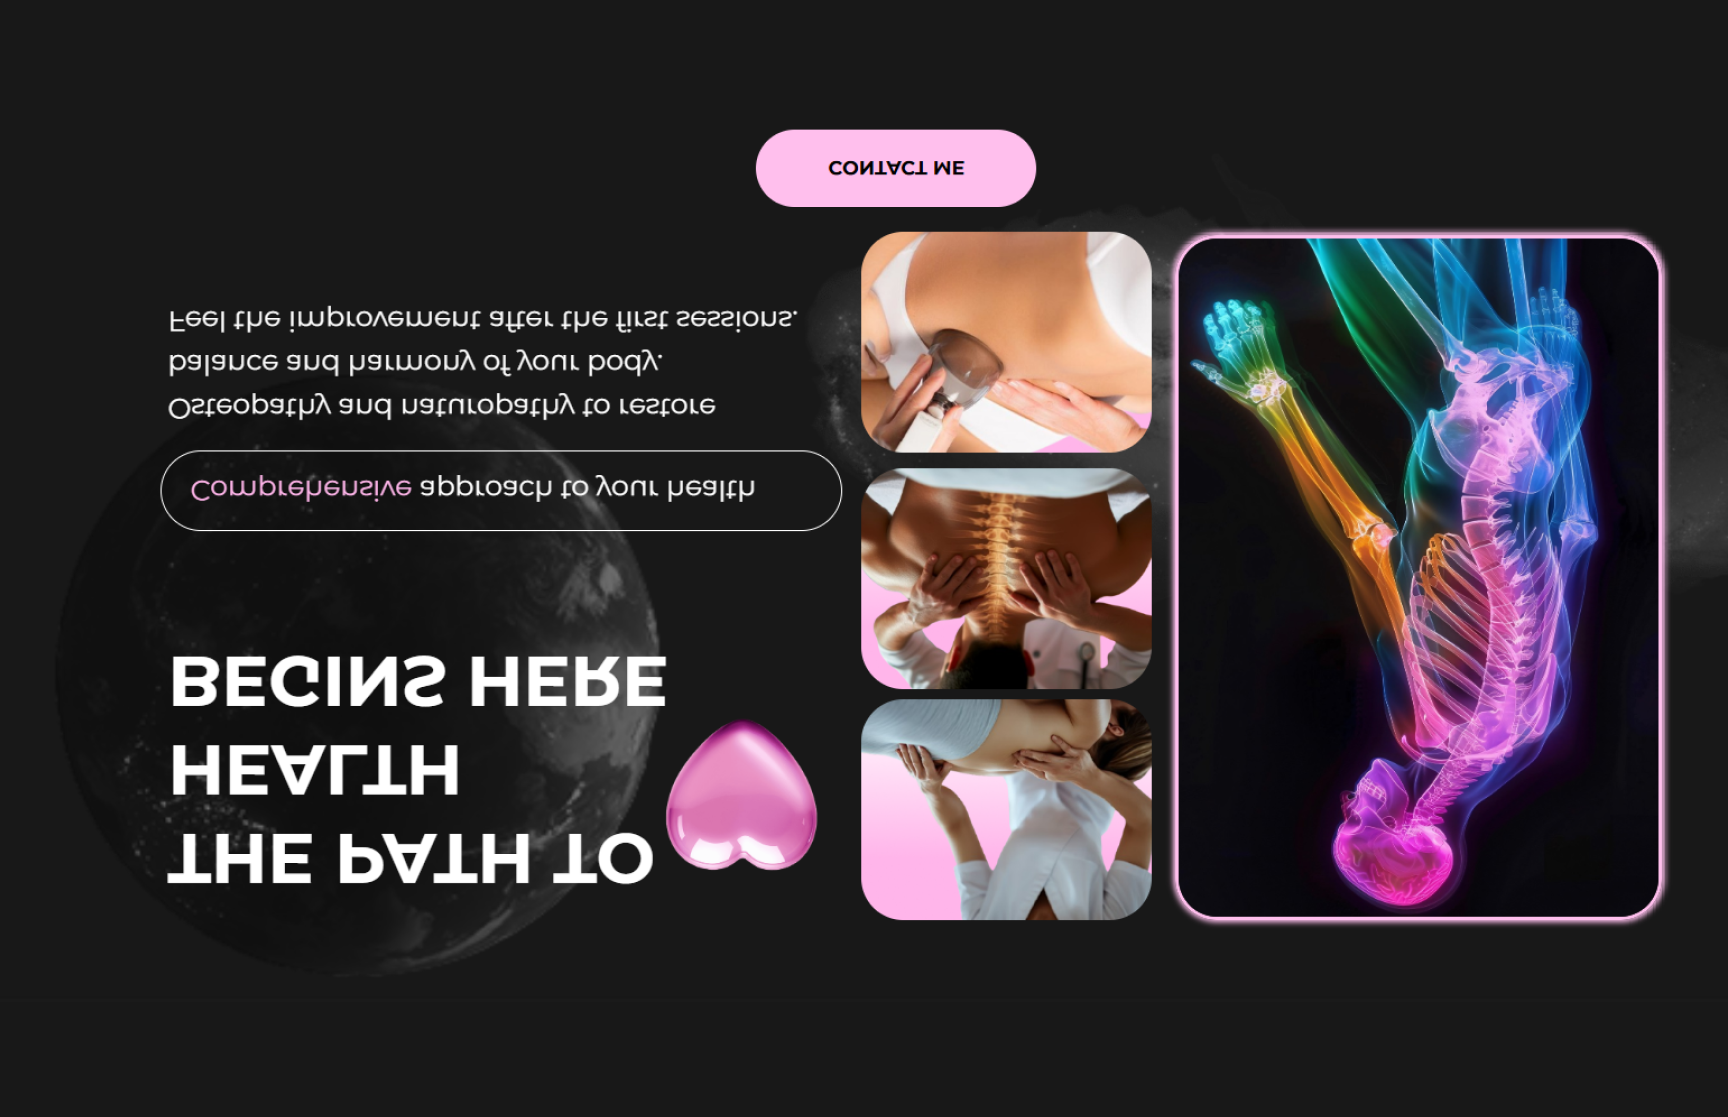 THE PATH TO
HEALTH
BEGINS HERE
Comprehensive approach to your health
Osteopathy and naturopathy to restore
balance and harmony of your body.
Feel the improvement after the first sessions.
CONTACT ME